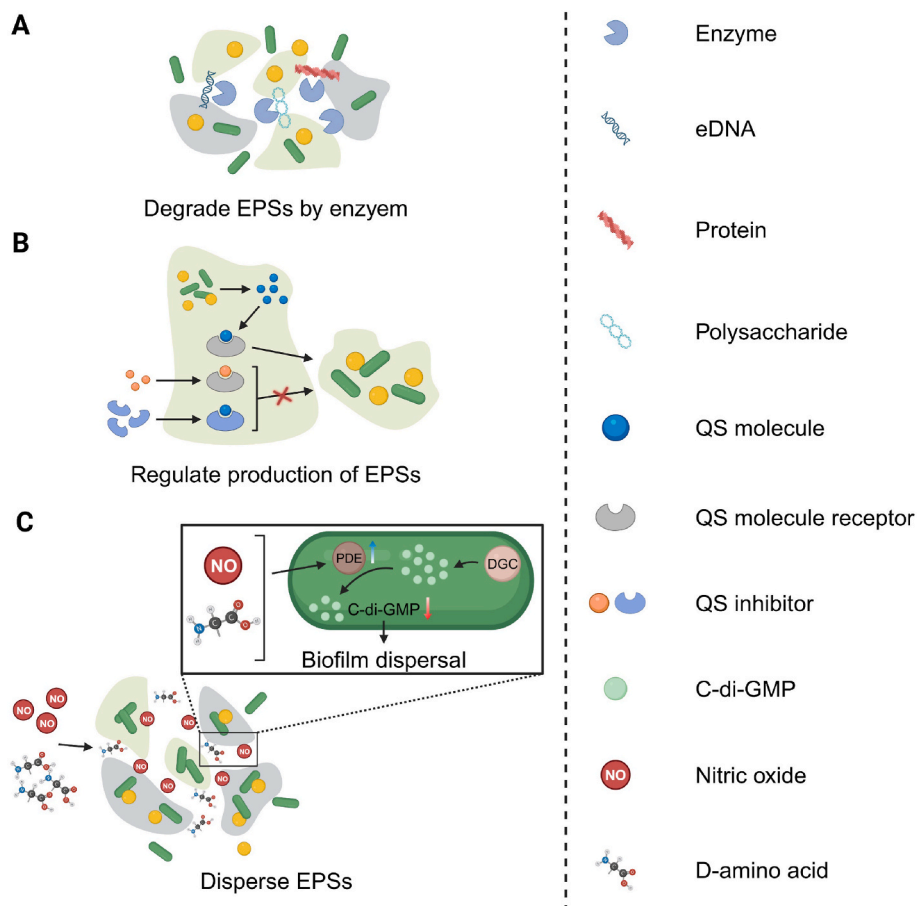 A
Degrade EPSs by enzyem
B
Regulate production of EPSs
C
NO
PDE
DGC
C-di-GMP
N
C
C
O
O
H
H
H
H
Biofilm dispersal
NO
NO
NO
NO
NO
NO
NO
NO
NO
Disperse EPSs
Enzyme
eDNA
Protein
Polysaccharide
QS molecule
QS molecule receptor
QS inhibitor
C-di-GMP
NO
Nitric oxide
D-amino acid